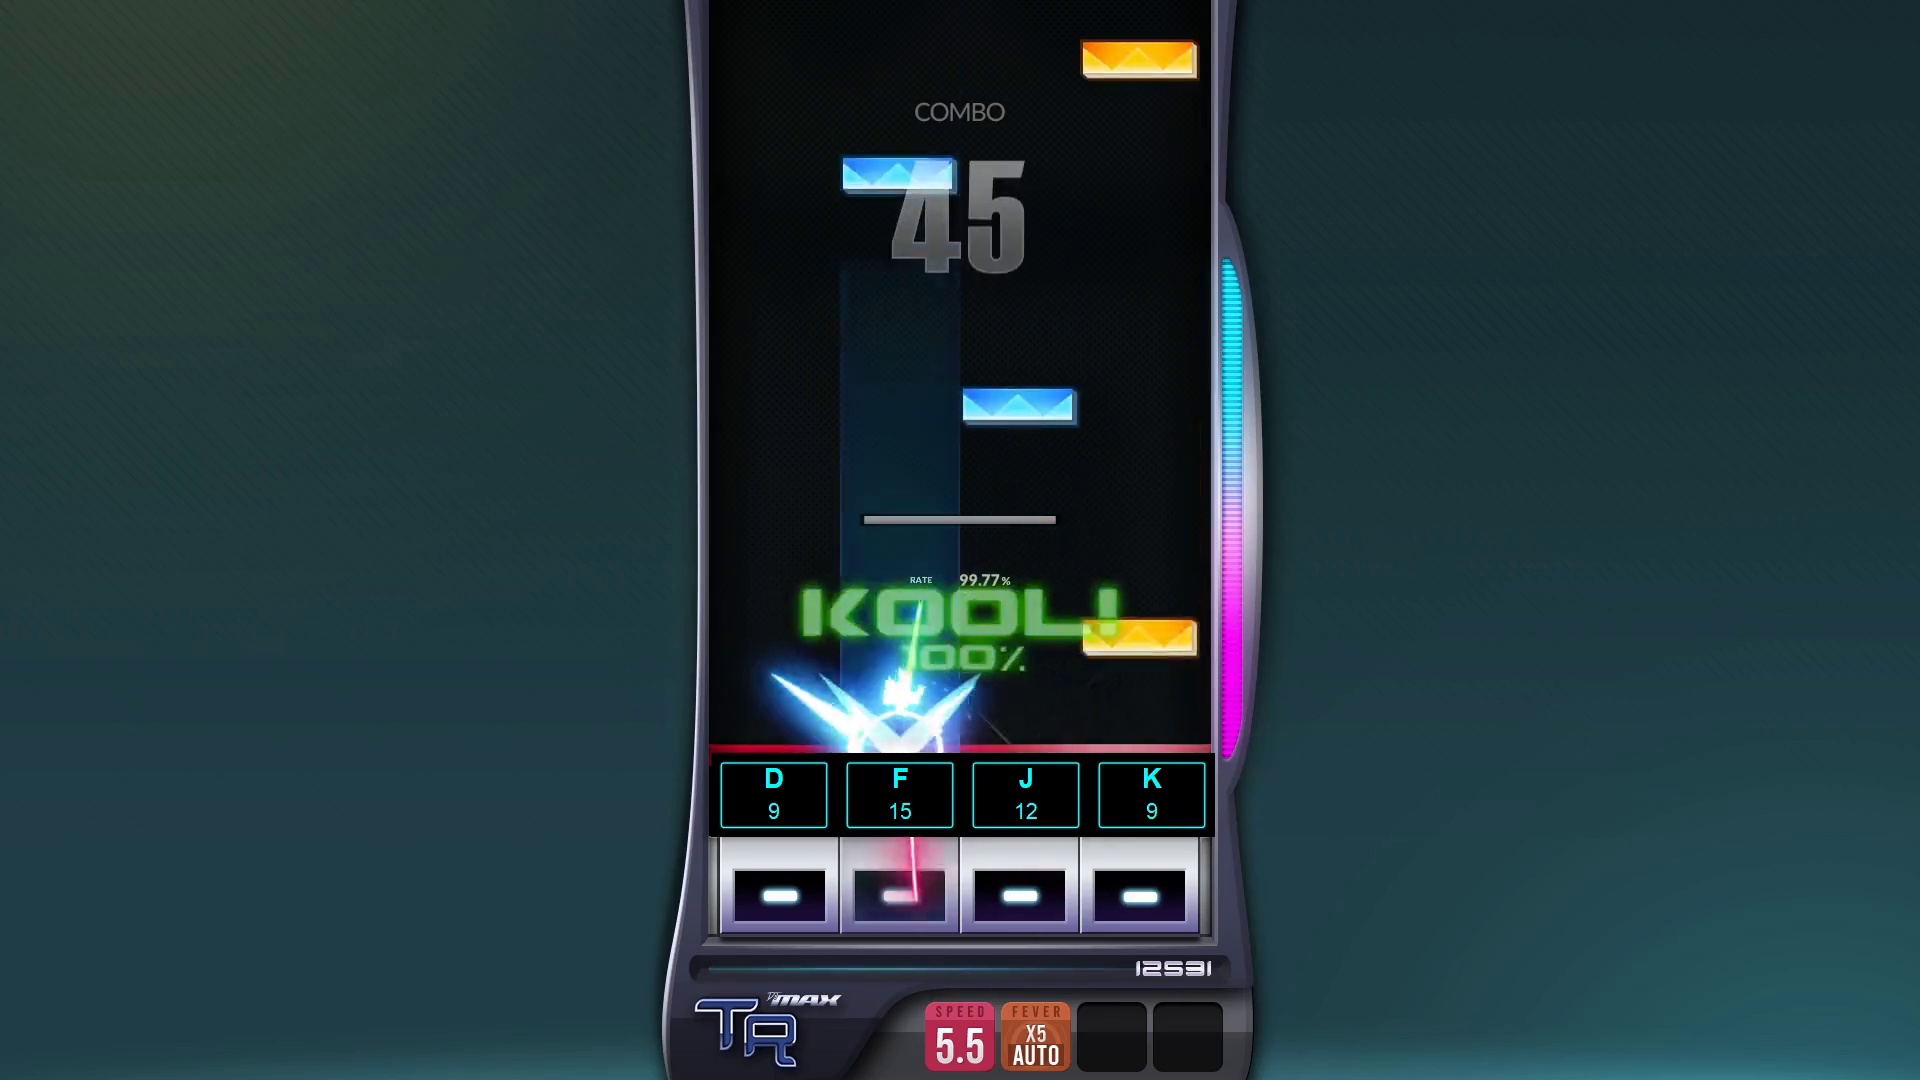 COMBO
45
RATE 99.77%
KOOL!
100%
D F J K
9 15 12 9
12531
MAX
TR
SPEED FEVER
5.5 X5
AUTO